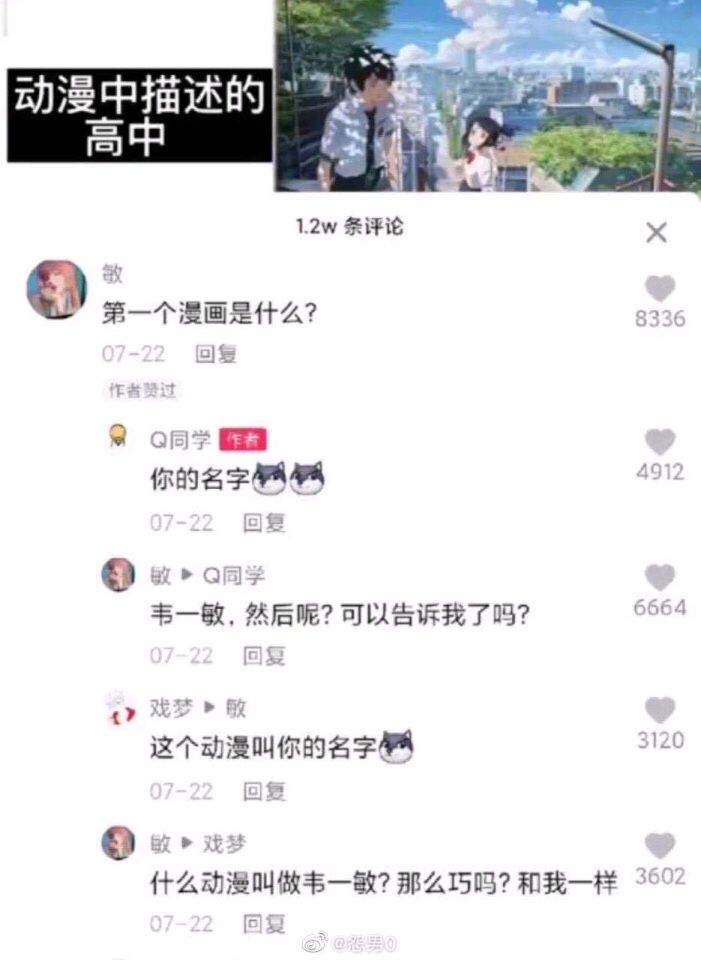 动漫中描述的
高中
1.2w 条评论
敏
第一个漫画是什么?
8336
07-22 回复
作者赞过
Q同学 作者
你的名字
4912
07-22 回复
敏 ▶ Q同学
韦一敏，然后呢? 可以告诉我了吗?
6664
07-22 回复
戏梦 ▶ 敏
这个动漫叫你的名字
3120
07-22 回复
敏 ▶ 戏梦
什么动漫叫做韦一敏? 那么巧吗? 和我一样
3602
07-22 回复
@怨男0